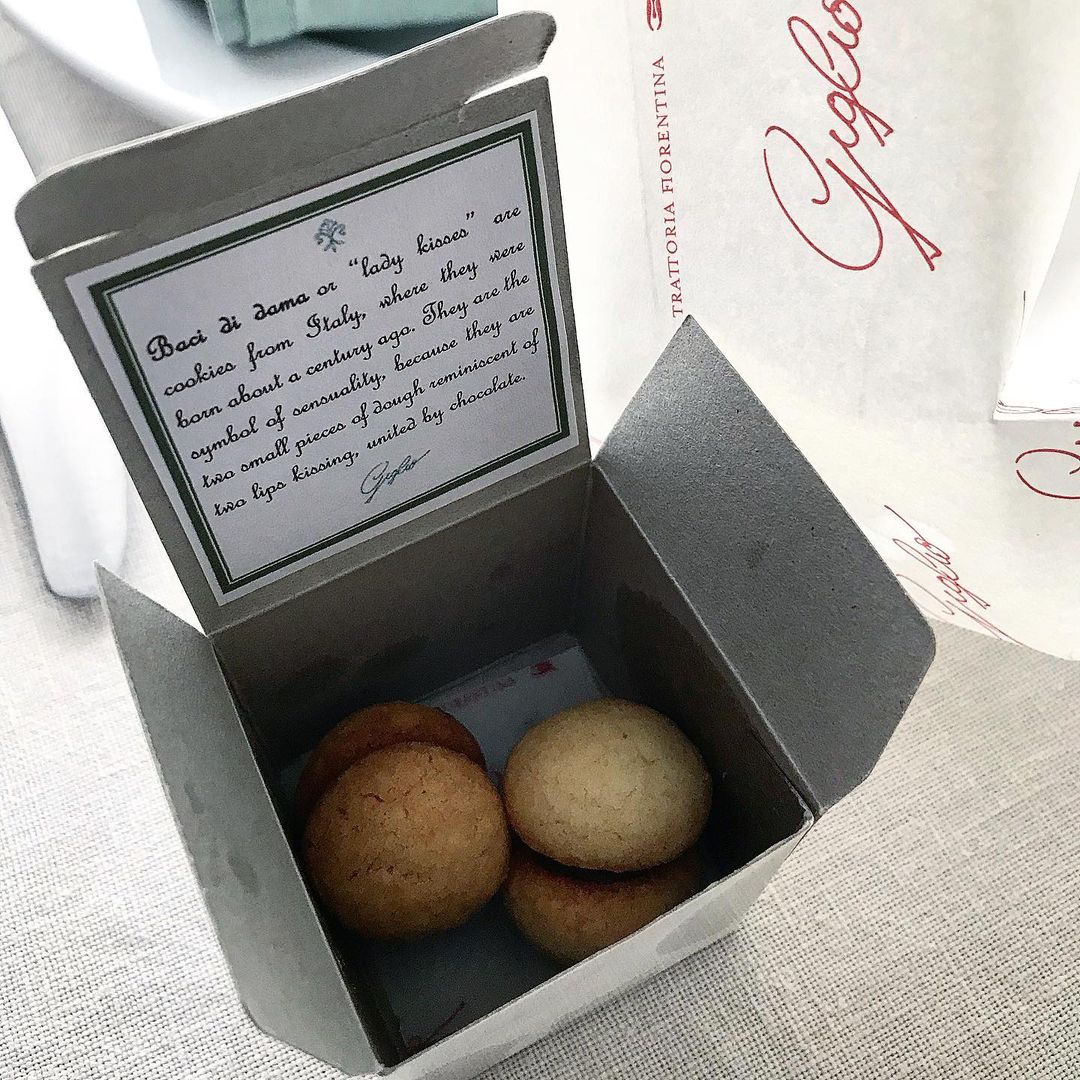 Baci di dama or “lady kisses” are
cookies from Italy, where they were
born about a century ago. They are the
symbol of sensuality, because they are
two small pieces of dough reminiscent of
two lips kissing, united by chocolate.
Giglio
TRATTORIA FIORENTINA
Giglio
Giglio